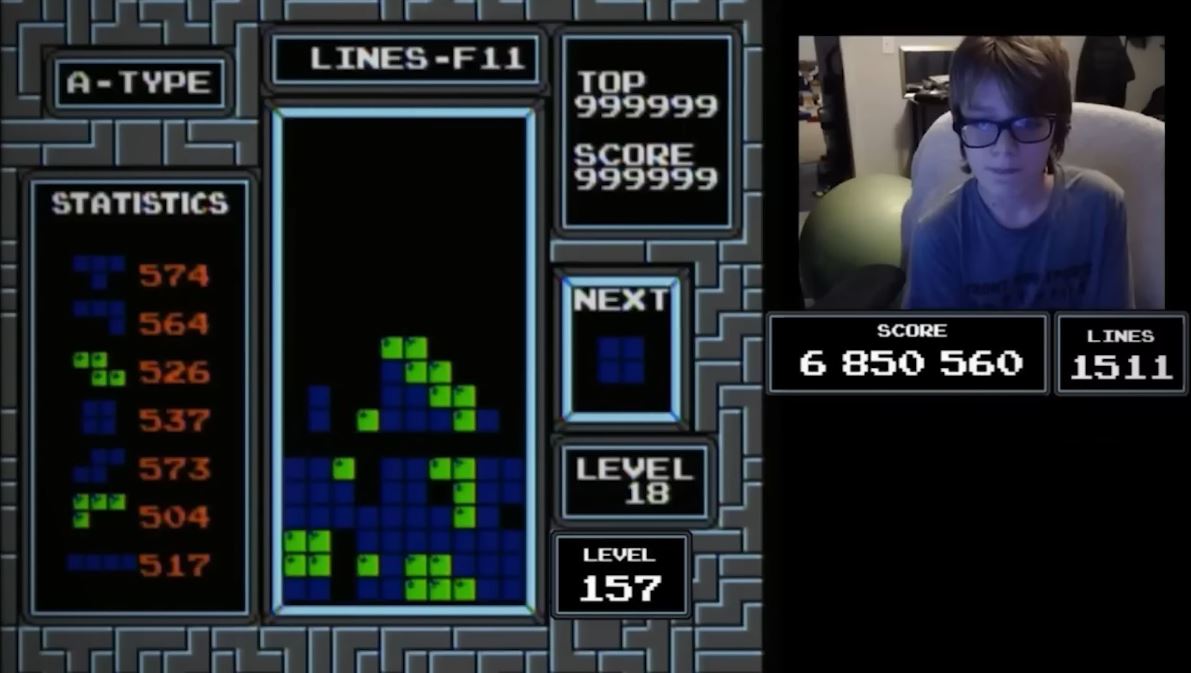 A-TYPE
LINES-F11
TOP
999999
SCORE
999999
STATISTICS
574
564
526
537
573
504
517
NEXT
LEVEL
18
LEVEL
157
SCORE
6 850 560
LINES
1511